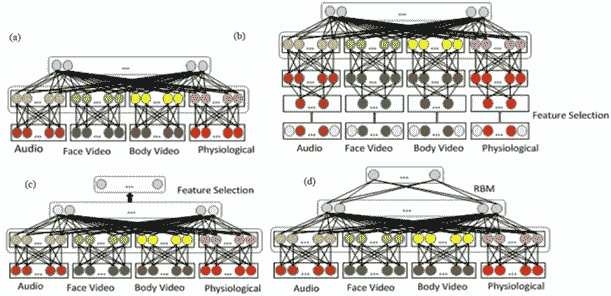 (a)
Audio Face Video Body Video Physiological
(b)
Feature Selection
Audio Face Video Body Video Physiological
(c)
Feature Selection
Audio Face Video Body Video Physiological
(d)
RBM
Audio Face Video Body Video Physiological